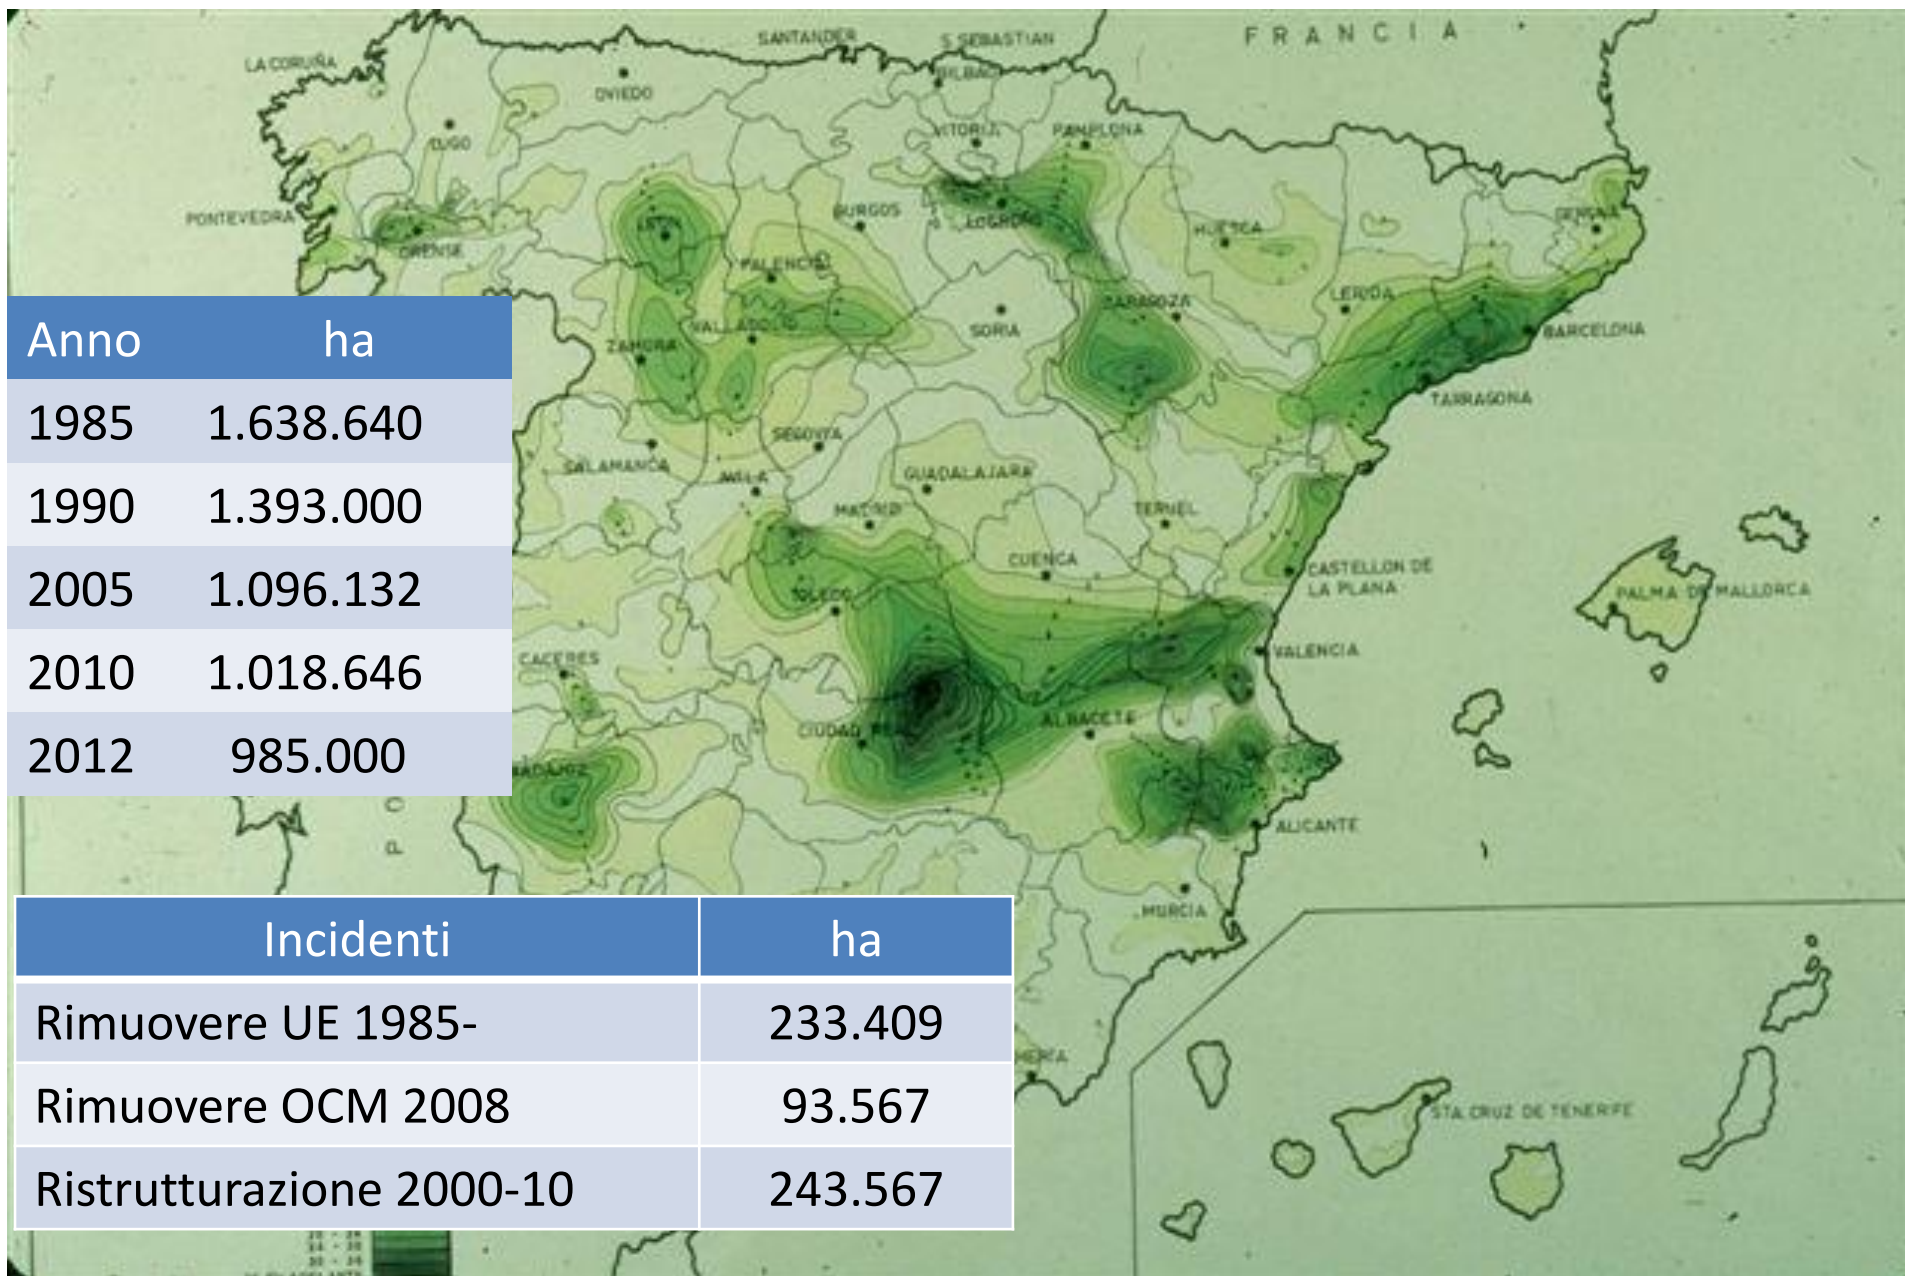 FRANCIA
SANTANDER
S. SEBASTIAN
LA CORUÑA
BILBAO
OVIEDO
LUGO
VITORIA
PAMPLONA
PONTEVEDRA
BURGOS
LOGROÑO
HUESCA
GERONA
ORENSE
LEON
PALENCIA
ZARAGOZA
LERIDA
VALLADOLID
SORIA
BARCELONA
ZAMORA
TARRAGONA
SEGOVIA
SALAMANCA
AVILA
GUADALAJARA
MADRID
TERUEL
CUENCA
CASTELLON DE
LA PLANA
TOLEDO
PALMA DE MALLORCA
CACERES
VALENCIA
CIUDAD REAL
ALBACETE
BADAJOZ
ALICANTE
MURCIA
STA. CRUZ DE TENERIFE
Anno ha
1985 1.638.640
1990 1.393.000
2005 1.096.132
2010 1.018.646
2012 985.000
Incidenti ha
Rimuovere UE 1985- 233.409
Rimuovere OCM 2008 93.567
Ristrutturazione 2000-10 243.567